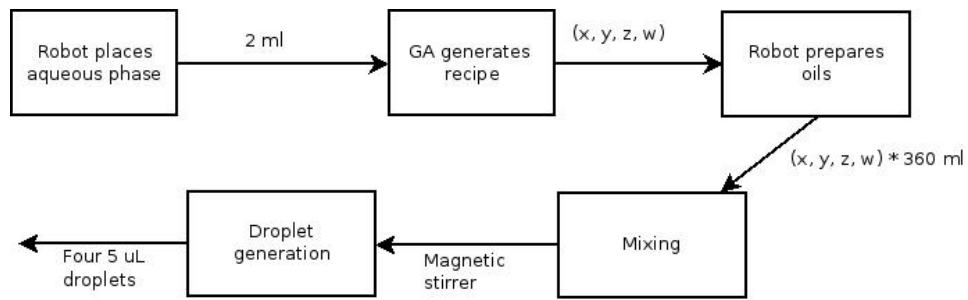 Robot places
aqueous phase
2 ml
GA generates
recipe
(x, y, z, w)
Robot prepares
oils
(x, y, z, w) * 360 ml
Mixing
Magnetic
stirrer
Droplet
generation
Four 5 uL
droplets